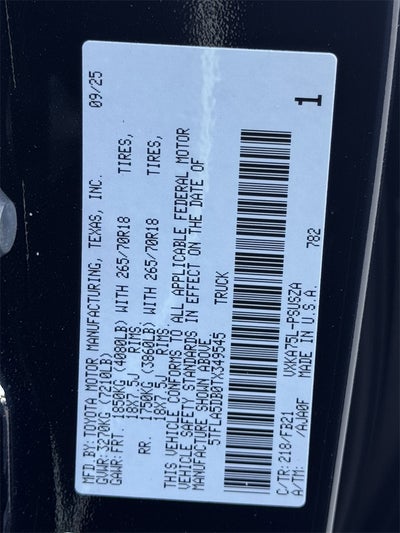 MFD.BY: TOYOTA MOTOR MANUFACTURING, TEXAS, INC. 09/25
GVWR: 3270KG (7210LB)
GAWR: FRT. 1850KG (4080LB) WITH 265/70R18 TIRES,
18X7.5J RIMS.
RR. 1750KG (3860LB) WITH 265/70R18 TIRES,
18X7.5J RIMS.
THIS VEHICLE CONFORMS TO ALL APPLICABLE FEDERAL MOTOR
VEHICLE SAFETY STANDARDS IN EFFECT ON THE DATE OF
MANUFACTURE SHOWN ABOVE.
5TFLA5DB0TX349545 TRUCK
1
C/TR: 218/FB21 VXKA75L-PSUSZA 782
A/TM: /AJA0F MADE IN U.S.A.